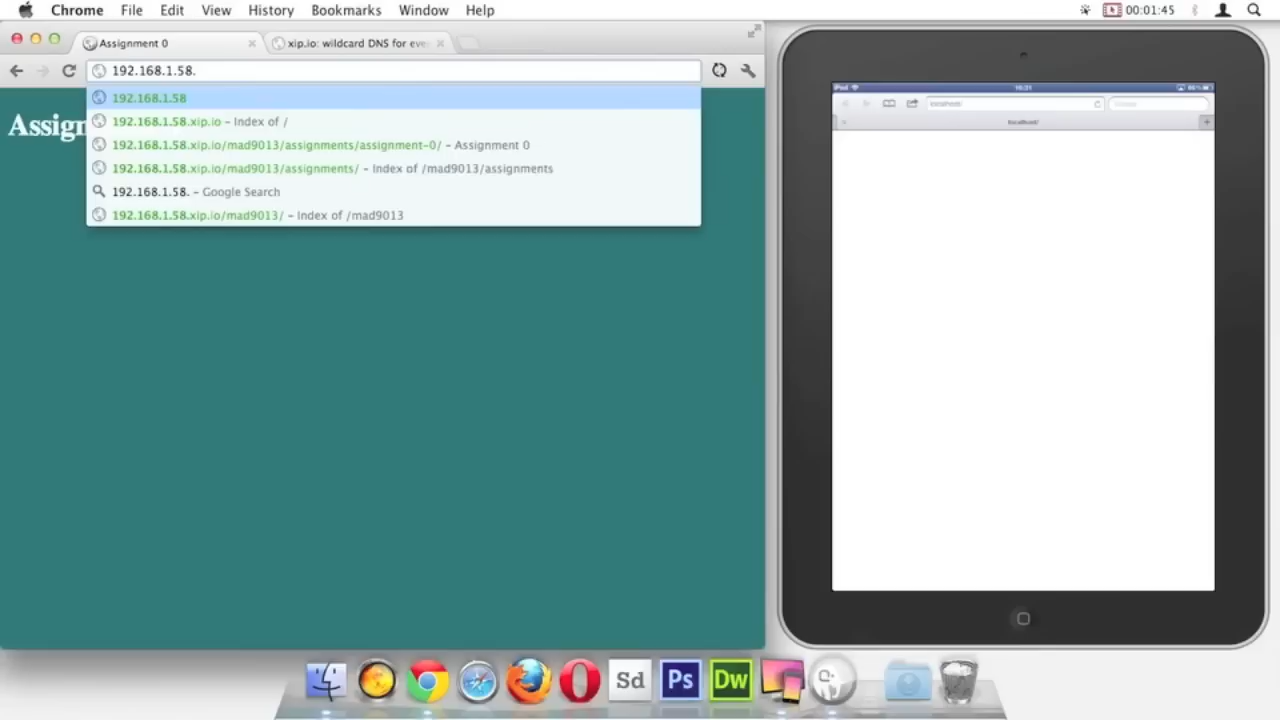 Chrome File Edit View History Bookmarks Window Help 00:01:45
Assignment 0
xip.io: wildcard DNS for eve
192.168.1.58.
Assign
192.168.1.58
192.168.1.58.xip.io – Index of /
192.168.1.58.xip.io/mad9013/assignments/assignment-0/ – Assignment 0
192.168.1.58.xip.io/mad9013/assignments/ – Index of /mad9013/assignments
192.168.1.58. – Google Search
192.168.1.58.xip.io/mad9013/ – Index of /mad9013
iPad
localhost/
localhost/
Sd
Ps
Dw